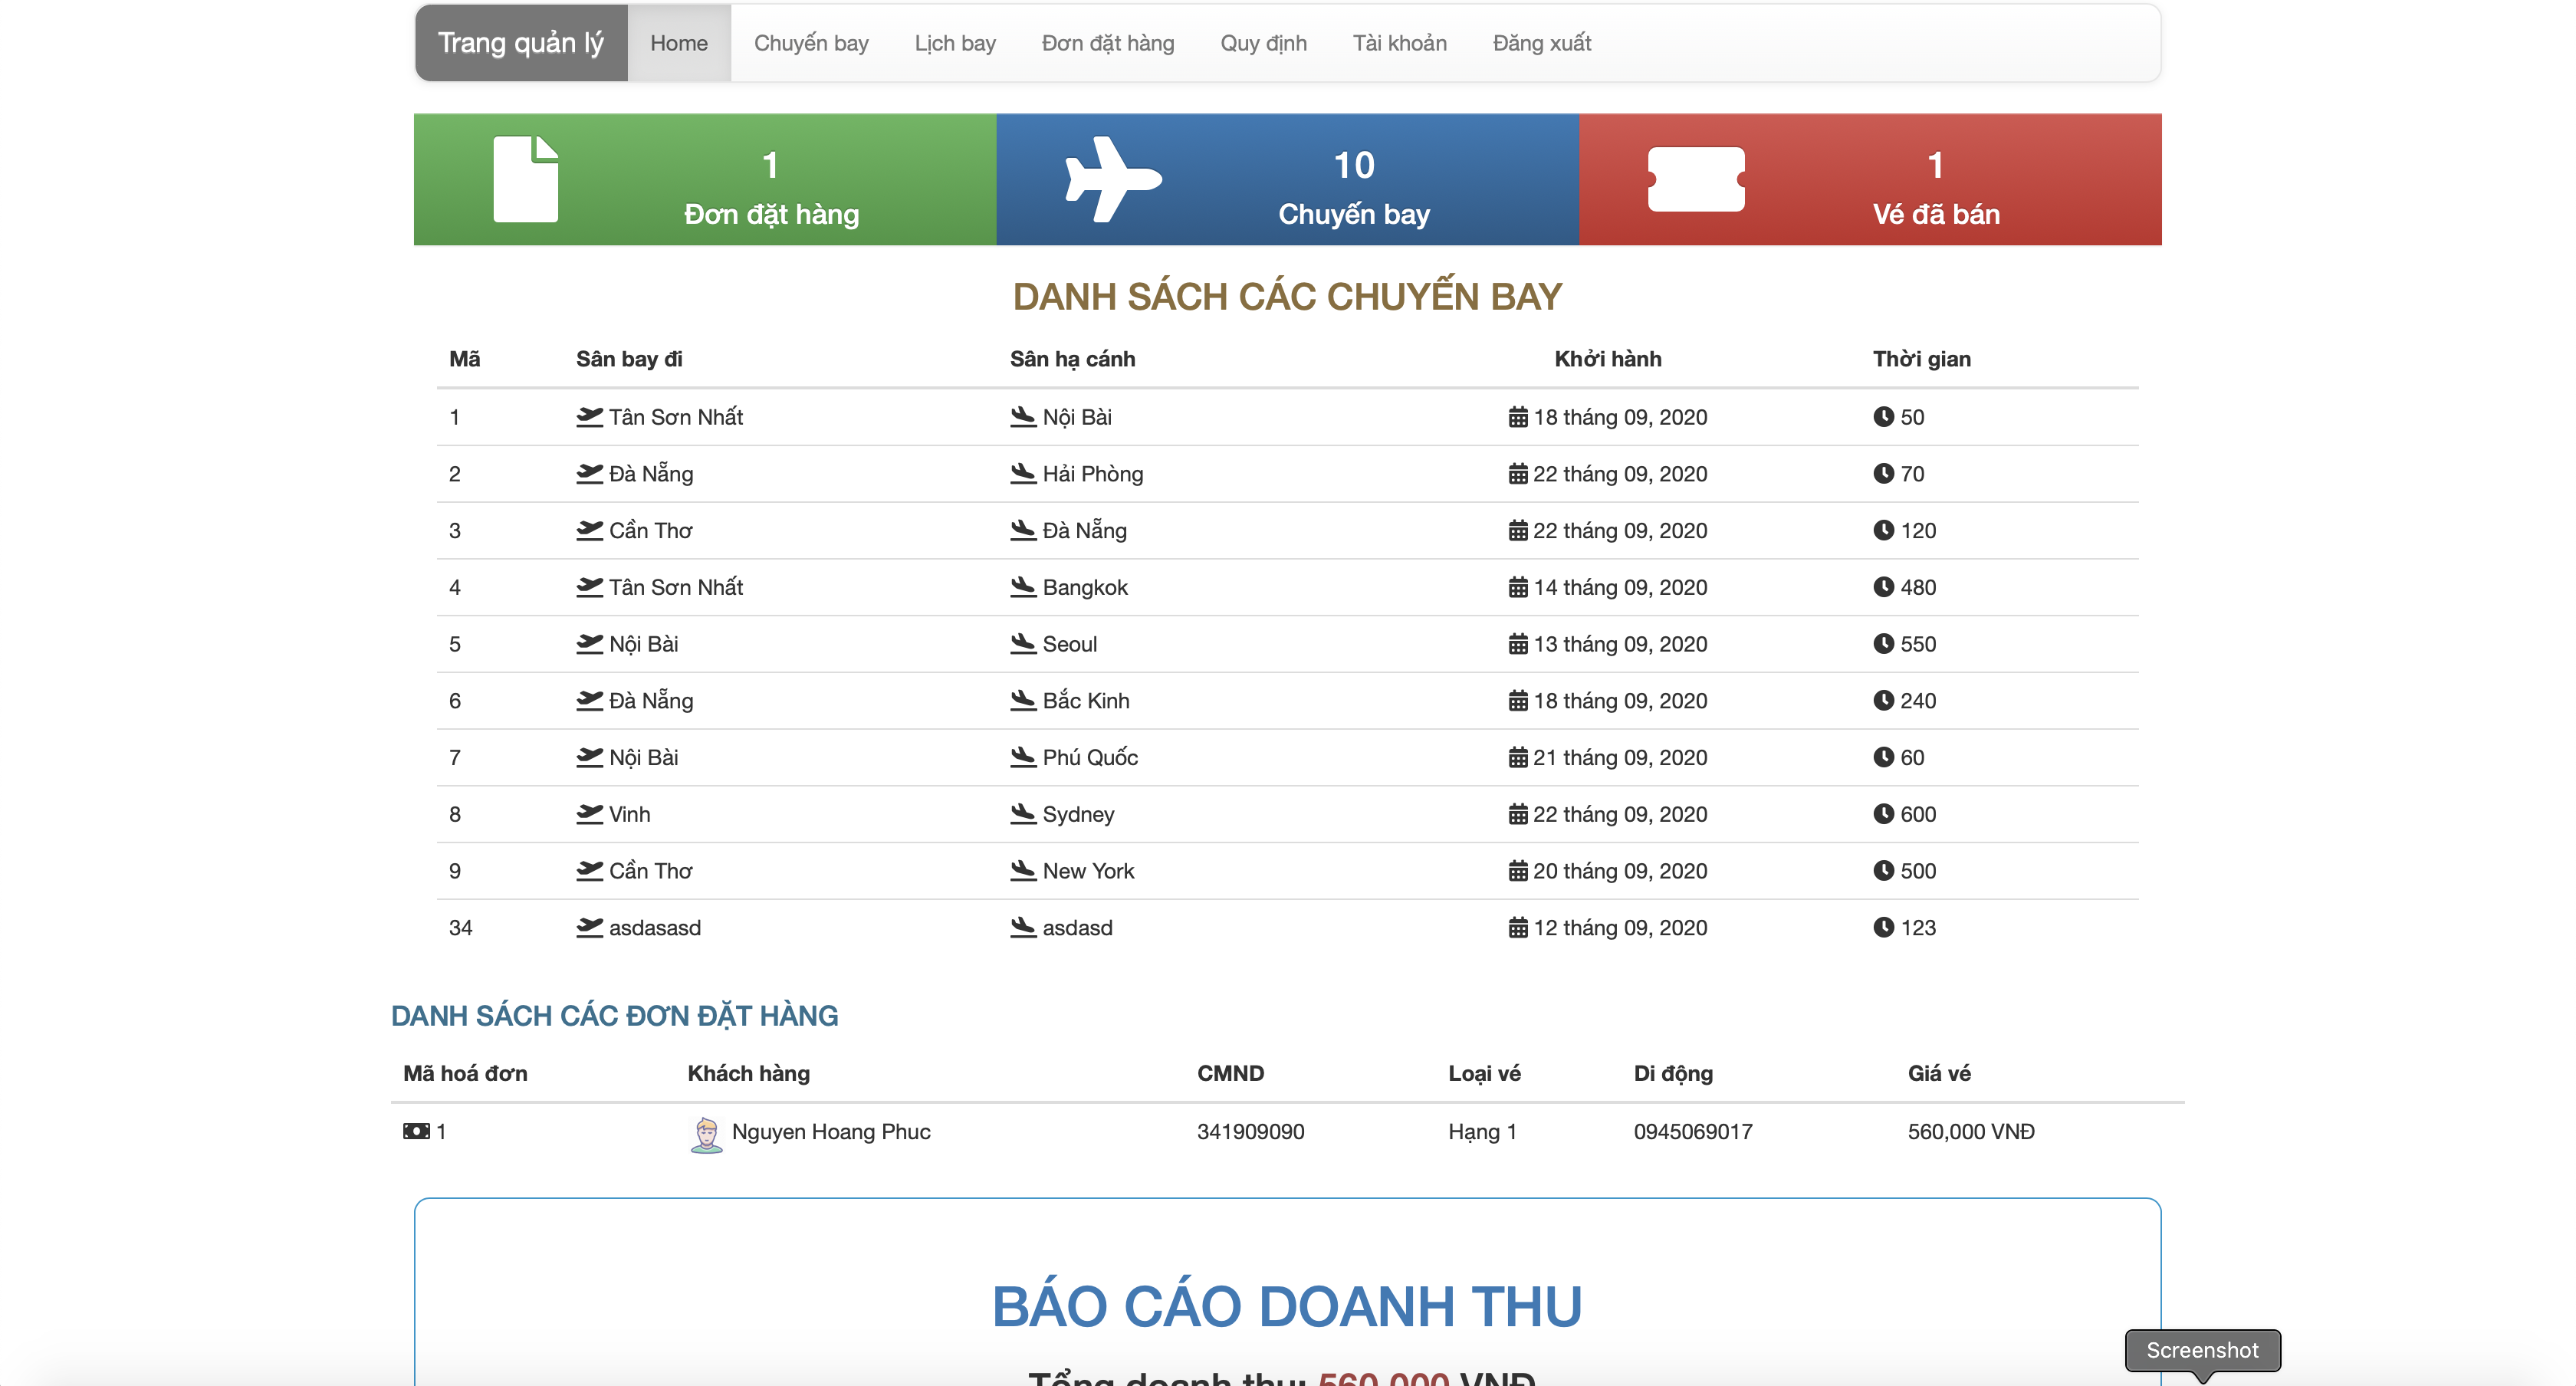 Trang quản lý Home Chuyến bay Lịch bay Đơn đặt hàng Quy định Tài khoản Đăng xuất
1 10 1
Đơn đặt hàng Chuyến bay Vé đã bán
DANH SÁCH CÁC CHUYẾN BAY
Mã Sân bay đi Sân hạ cánh Khởi hành Thời gian
1 Tân Sơn Nhất Nội Bài 18 tháng 09, 2020 50
2 Đà Nẵng Hải Phòng 22 tháng 09, 2020 70
3 Cần Thơ Đà Nẵng 22 tháng 09, 2020 120
4 Tân Sơn Nhất Bangkok 14 tháng 09, 2020 480
5 Nội Bài Seoul 13 tháng 09, 2020 550
6 Đà Nẵng Bắc Kinh 18 tháng 09, 2020 240
7 Nội Bài Phú Quốc 21 tháng 09, 2020 60
8 Vinh Sydney 22 tháng 09, 2020 600
9 Cần Thơ New York 20 tháng 09, 2020 500
34 asdasasd asdasd 12 tháng 09, 2020 123
DANH SÁCH CÁC ĐƠN ĐẶT HÀNG
Mã hoá đơn Khách hàng CMND Loại vé Di động Giá vé
1 Nguyen Hoang Phuc 341909090 Hạng 1 0945069017 560,000 VNĐ
BÁO CÁO DOANH THU
Screenshot
Tổng doanh thu: 560,000 VNĐ